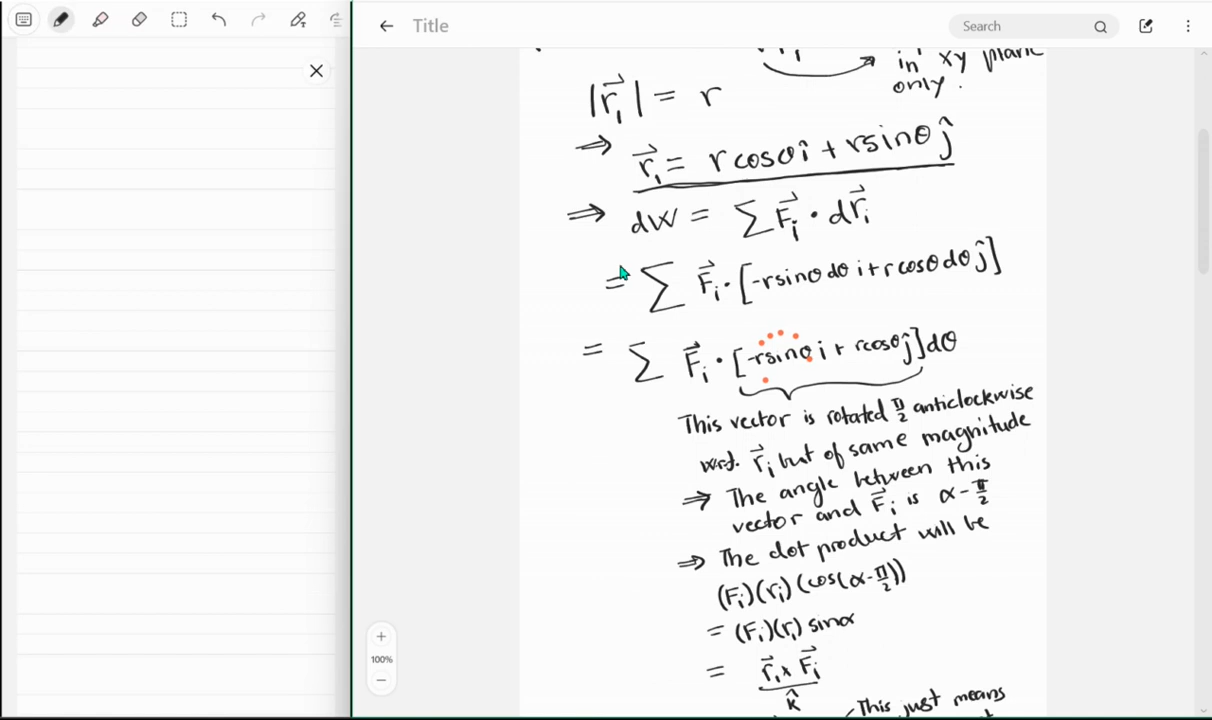 Title
Search
in xy plane
only.
|r⃗₁| = r
⇒ r⃗₁ = r cosθ î + r sinθ ĵ
⇒ dW = ∑ F⃗ᵢ · dr⃗ᵢ
= ∑ F⃗ᵢ · [-r sinθ dθ i + r cosθ dθ ĵ]
= ∑ F⃗ᵢ · [-r sinθ i + r cosθ ĵ] dθ
This vector is rotated π/2 anticlockwise
w.r.t. r⃗ᵢ but of same magnitude
⇒ The angle between this
vector and F⃗ᵢ is α - π/2
⇒ The dot product will be
(Fᵢ)(rᵢ)(cos(α - π/2))
= (Fᵢ)(rᵢ) sinα
= r⃗ᵢ × F⃗ᵢ
k̂
This just means
100%